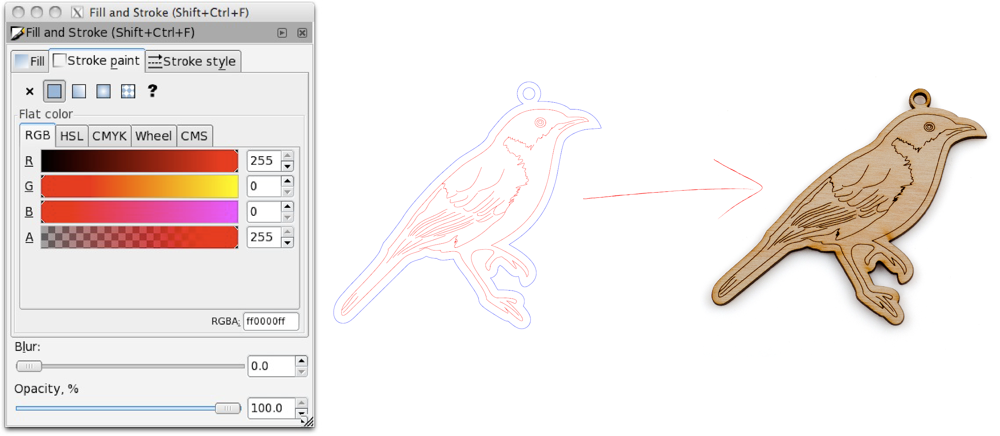 X Fill and Stroke (Shift+Ctrl+F)
Fill and Stroke (Shift+Ctrl+F)
Fill Stroke paint Stroke style
?
Flat color
RGB HSL CMYK Wheel CMS
R 255
G 0
B 0
A 255
RGBA: ff0000ff
Blur:
0.0
Opacity, %
100.0